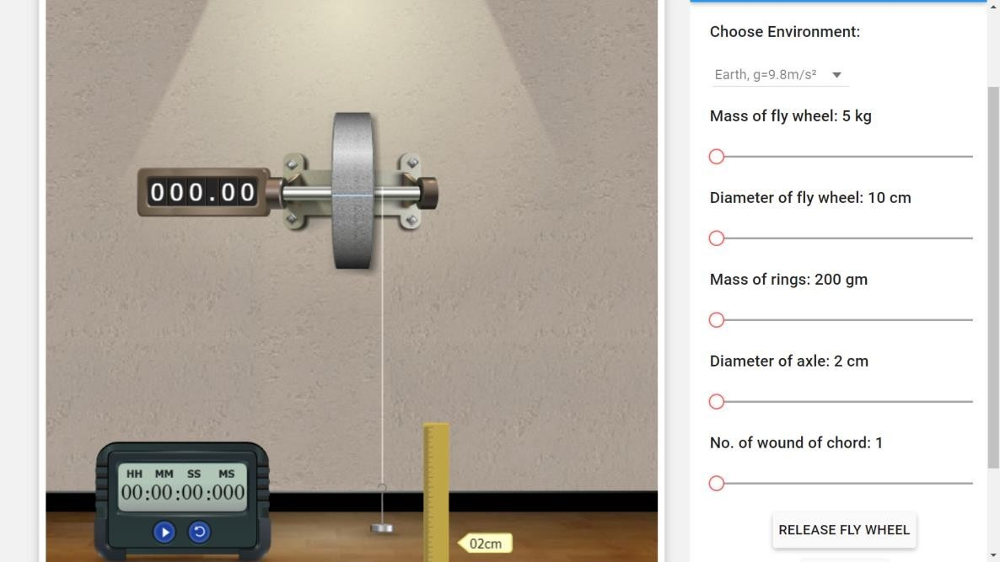 Choose Environment:
Earth, g=9.8m/s²
Mass of fly wheel: 5 kg
000.00
Diameter of fly wheel: 10 cm
Mass of rings: 200 gm
Diameter of axle: 2 cm
No. of wound of chord: 1
HH MM SS MS
00:00:00:000
RELEASE FLY WHEEL
02cm